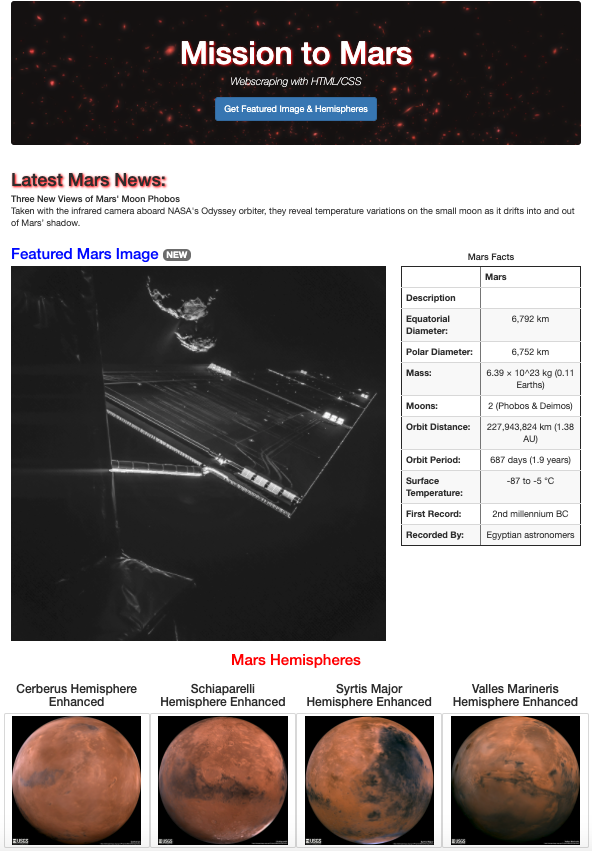 Mission to Mars
Webscraping with HTML/CSS
Get Featured Image & Hemispheres
Latest Mars News:
Three New Views of Mars' Moon Phobos
Taken with the infrared camera aboard NASA's Odyssey orbiter, they reveal temperature variations on the small moon as it drifts into and out
of Mars' shadow.
Featured Mars Image NEW
Mars Facts
Mars
Description
Equatorial
Diameter:
6,792 km
Polar Diameter:
6,752 km
Mass:
6.39 × 10^23 kg (0.11
Earths)
Moons:
2 (Phobos & Deimos)
Orbit Distance:
227,943,824 km (1.38
AU)
Orbit Period:
687 days (1.9 years)
Surface
Temperature:
-87 to -5 °C
First Record:
2nd millennium BC
Recorded By:
Egyptian astronomers
Mars Hemispheres
Cerberus Hemisphere
Enhanced
Schiaparelli
Hemisphere Enhanced
Syrtis Major
Hemisphere Enhanced
Valles Marineris
Hemisphere Enhanced
USGS
USGS
USGS
USGS